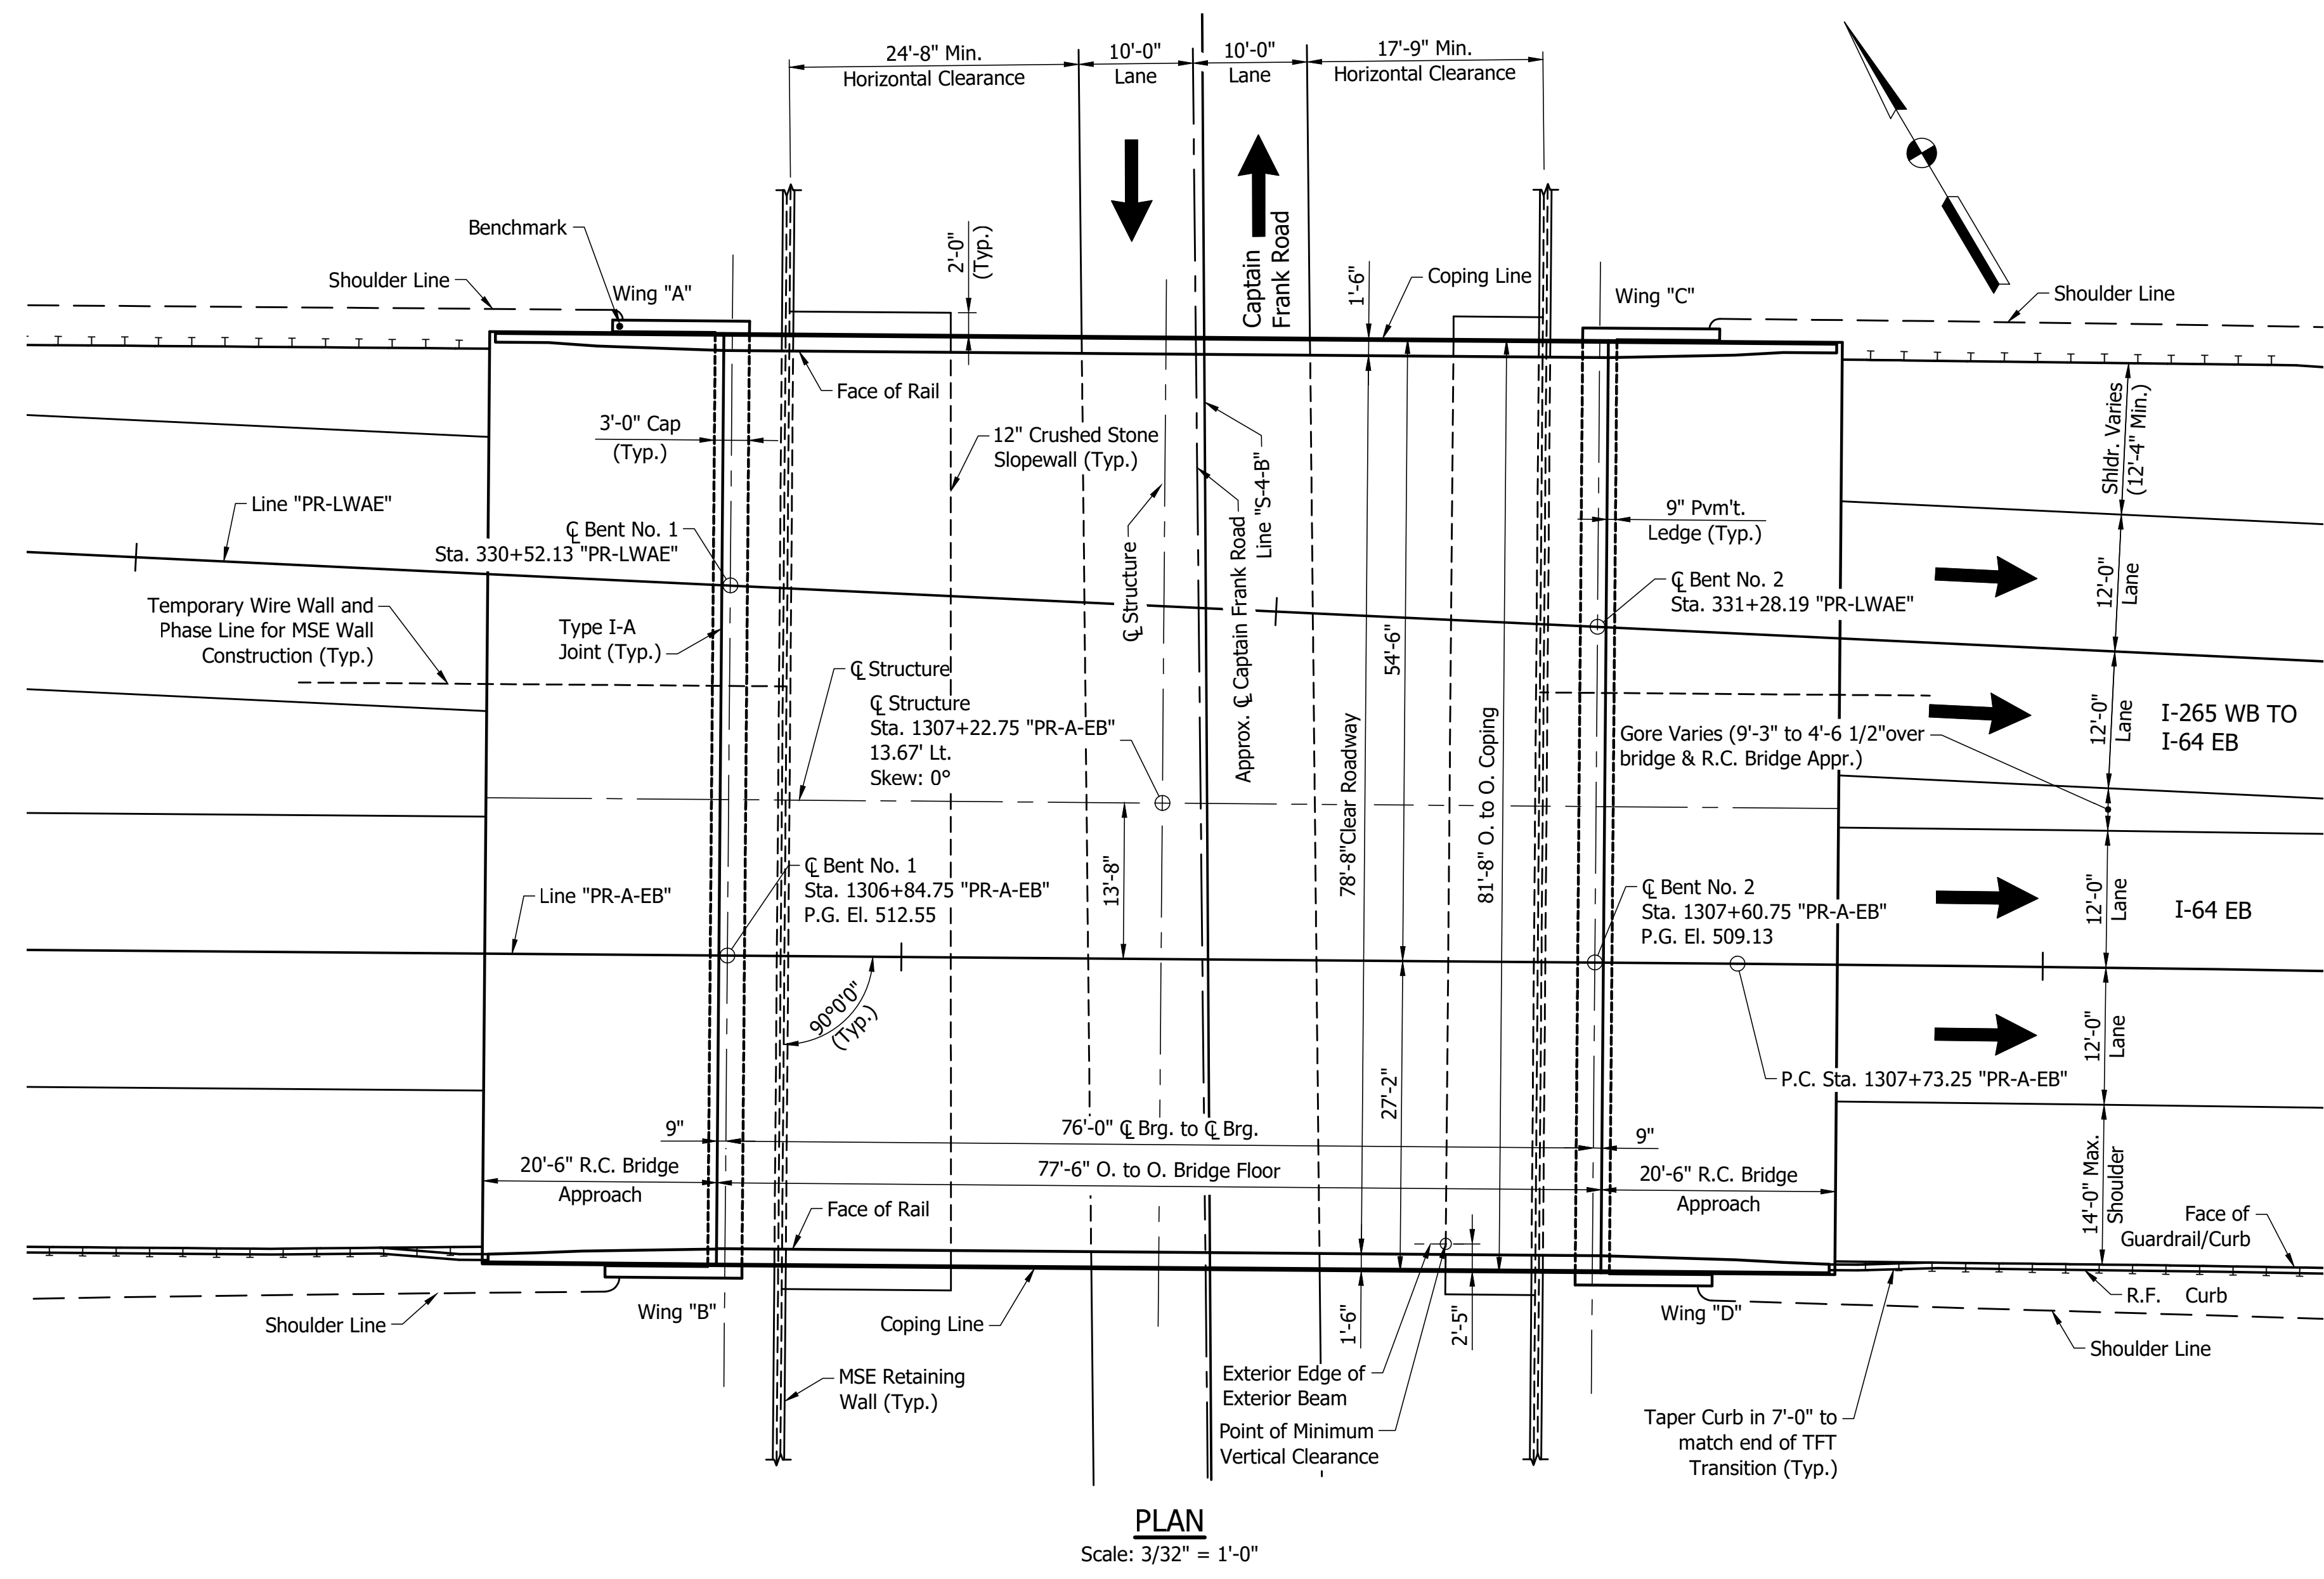 24'-8" Min.
Horizontal Clearance
10'-0"
Lane
10'-0"
Lane
17'-9" Min.
Horizontal Clearance
Benchmark
2'-0"
(Typ.)
Captain
Frank Road
1'-6"
Coping Line
Shoulder Line
Wing "A"
Wing "C"
Shoulder Line
Face of Rail
3'-0" Cap
(Typ.)
12" Crushed Stone
Slopewall (Typ.)
Shldr. Varies
(12'-4" Min.)
Line "PR-LWAE"
℄ Bent No. 1
Sta. 330+52.13 "PR-LWAE"
℄ Structure
Approx. ℄ Captain Frank Road
Line "S-4-B"
9" Pvm't.
Ledge (Typ.)
℄ Bent No. 2
Sta. 331+28.19 "PR-LWAE"
12'-0"
Lane
Temporary Wire Wall and
Phase Line for MSE Wall
Construction (Typ.)
Type I-A
Joint (Typ.)
54'-6"
℄ Structure
℄ Structure
Sta. 1307+22.75 "PR-A-EB"
13.67' Lt.
Skew: 0°
78'-8"Clear Roadway
81'-8" O. to O. Coping
Gore Varies (9'-3" to 4'-6 1/2"over
bridge & R.C. Bridge Appr.)
12'-0"
Lane
I-265 WB TO
I-64 EB
13'-8"
℄ Bent No. 1
Sta. 1306+84.75 "PR-A-EB"
P.G. El. 512.55
Line "PR-A-EB"
℄ Bent No. 2
Sta. 1307+60.75 "PR-A-EB"
P.G. El. 509.13
12'-0"
Lane
I-64 EB
90°0'0"
(Typ.)
27'-2"
12'-0"
Lane
P.C. Sta. 1307+73.25 "PR-A-EB"
9"
76'-0" ℄ Brg. to ℄ Brg.
9"
20'-6" R.C. Bridge
Approach
77'-6" O. to O. Bridge Floor
20'-6" R.C. Bridge
Approach
14'-0" Max.
Shoulder
Face of Rail
Face of
Guardrail/Curb
R.F. Curb
Shoulder Line
Wing "B"
Coping Line
1'-6"
2'-5"
Wing "D"
Shoulder Line
MSE Retaining
Wall (Typ.)
Exterior Edge of
Exterior Beam
Point of Minimum
Vertical Clearance
Taper Curb in 7'-0" to
match end of TFT
Transition (Typ.)
PLAN
Scale: 3/32" = 1'-0"